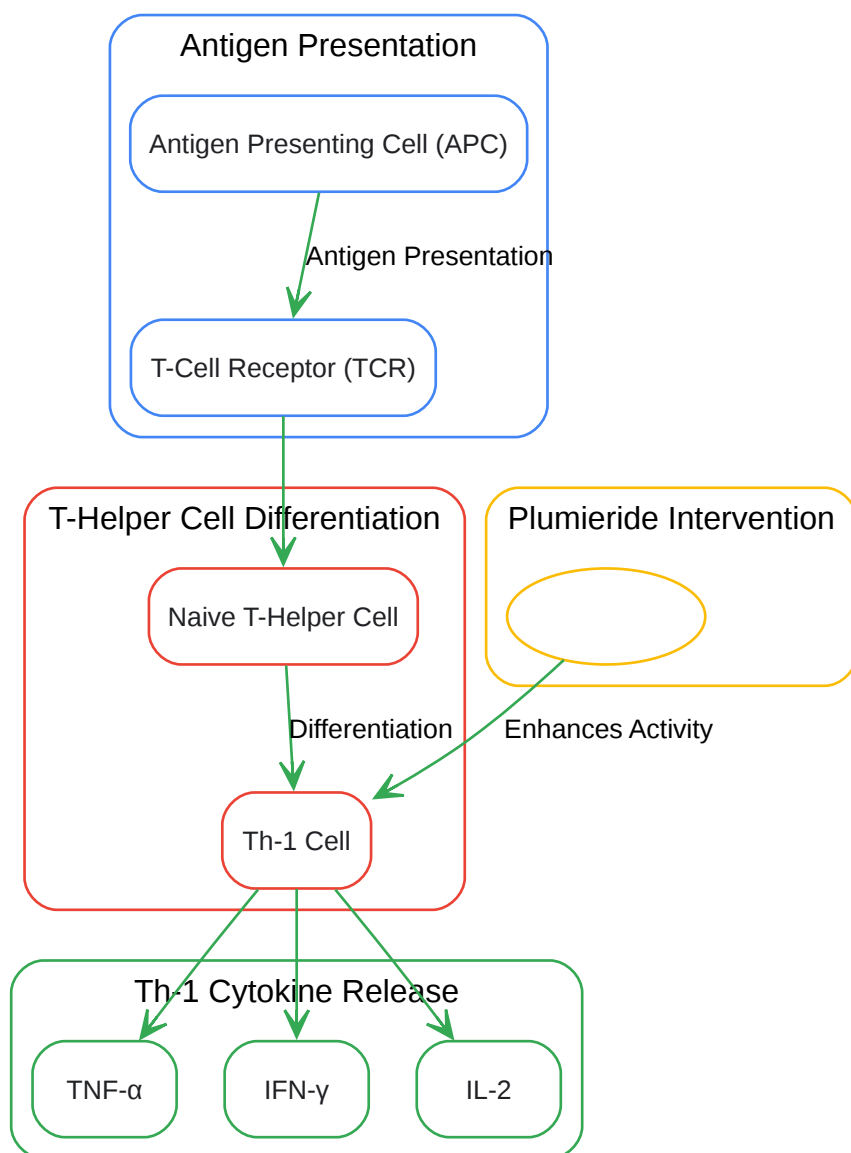 Antigen Presentation
Antigen Presenting Cell (APC)
Antigen Presentation
T-Cell Receptor (TCR)
T-Helper Cell Differentiation
Plumieride Intervention
Naive T-Helper Cell
Differentiation
Enhances Activity
Th-1 Cell
Th-1 Cytokine Release
TNF-α
IFN-γ
IL-2